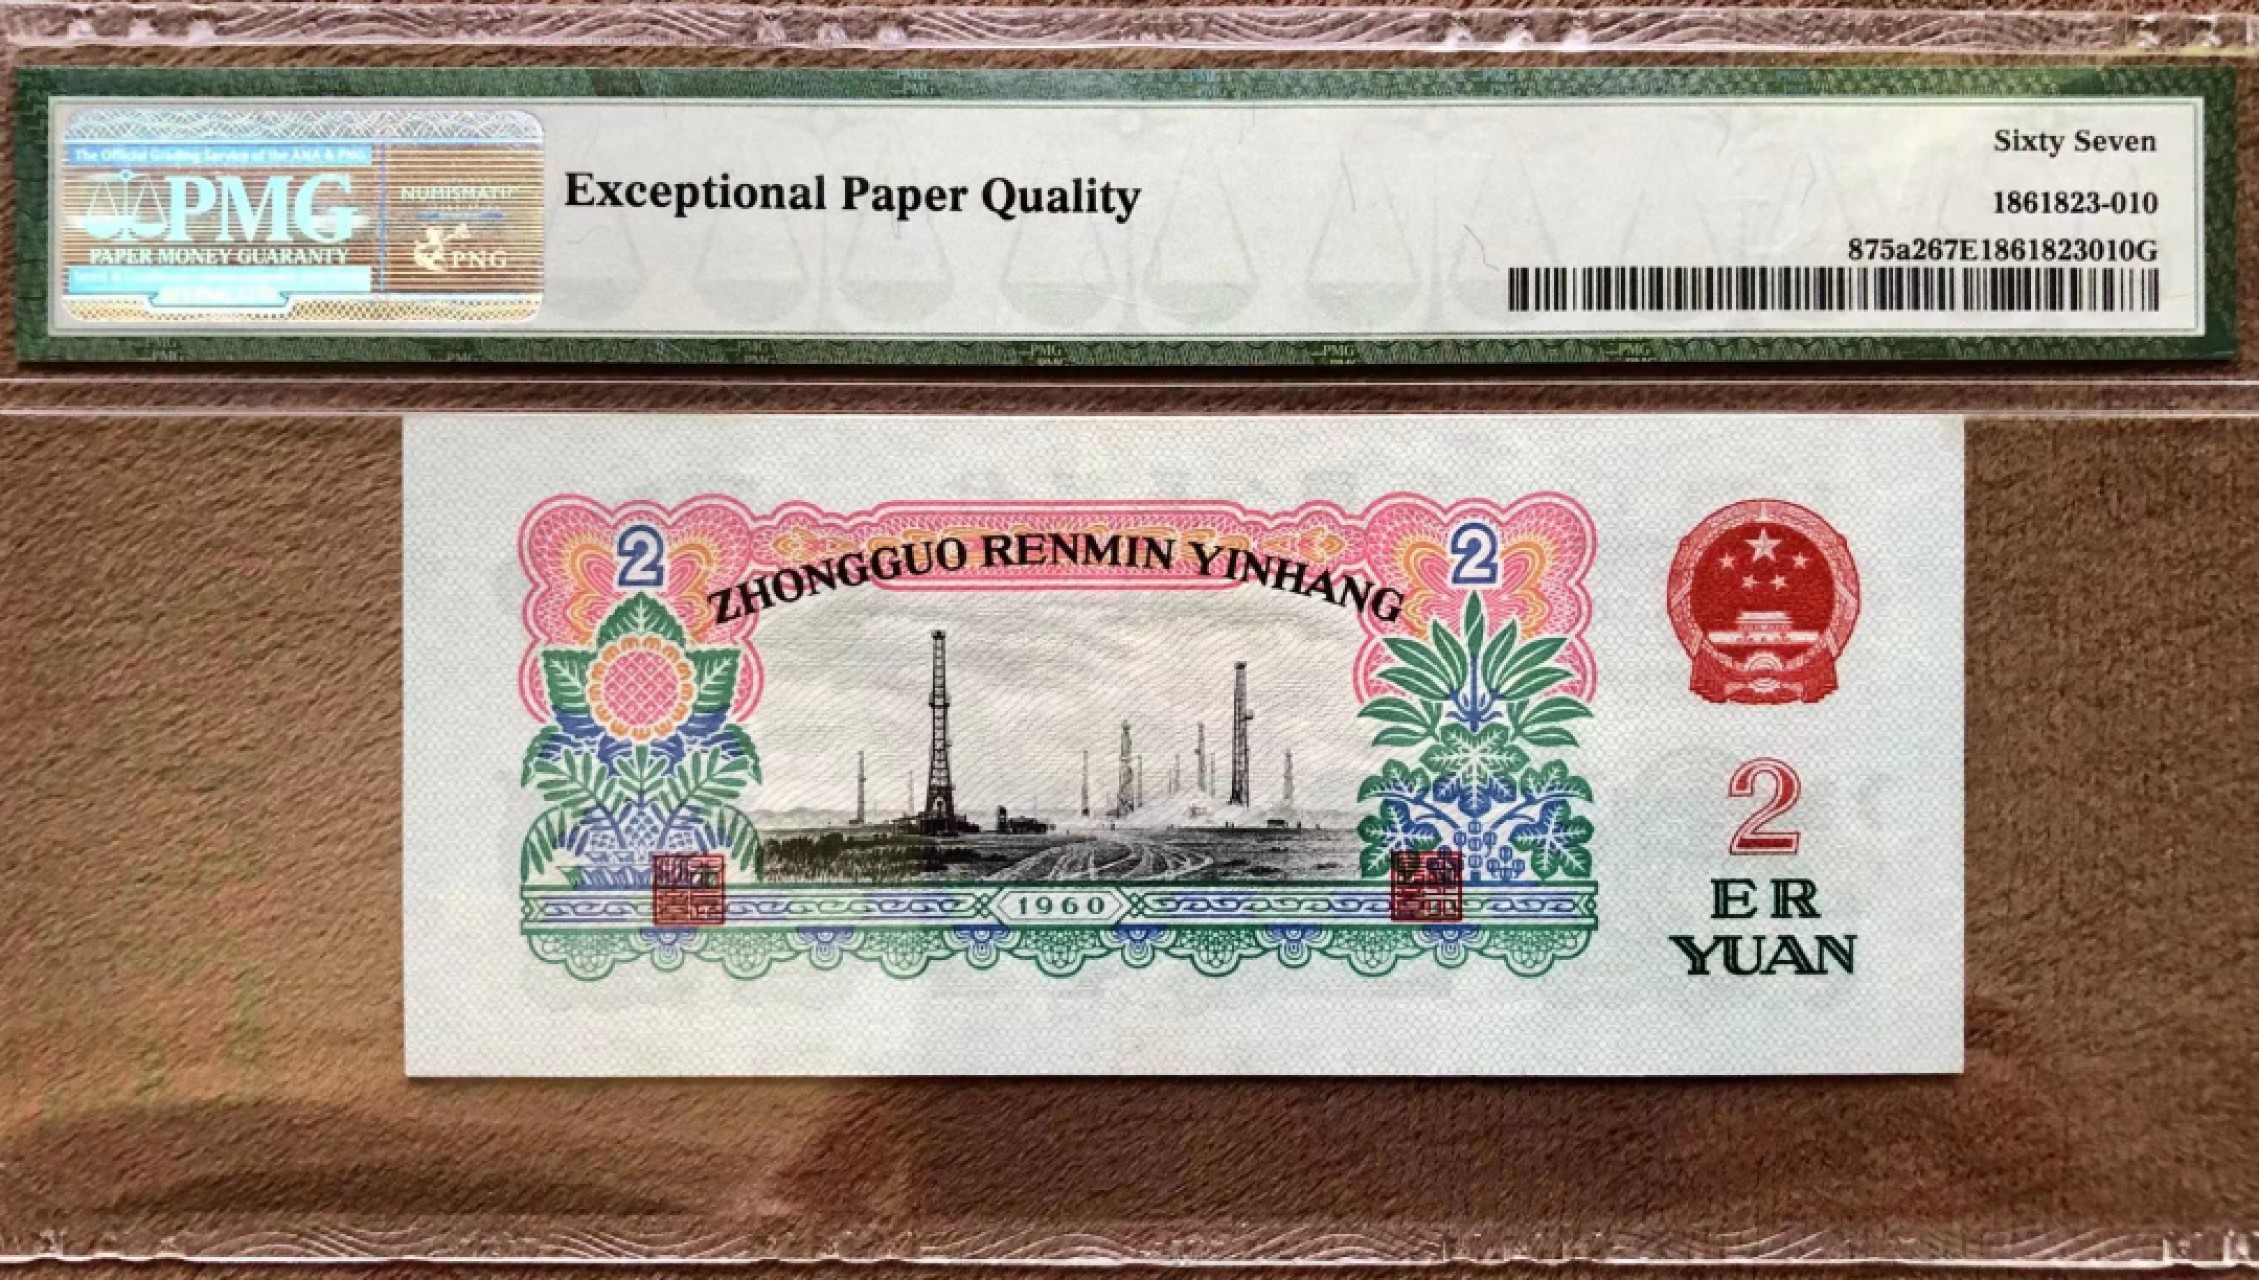 The Official Grading Service of the ANA & PNG
PMG
PAPER MONEY GUARANTY
NUMISMATIC
PNG
Exceptional Paper Quality
Sixty Seven
1861823-010
875a267E1861823010G
2
ZHONGGUO RENMIN YINHANG
2
1960
2
ER
YUAN